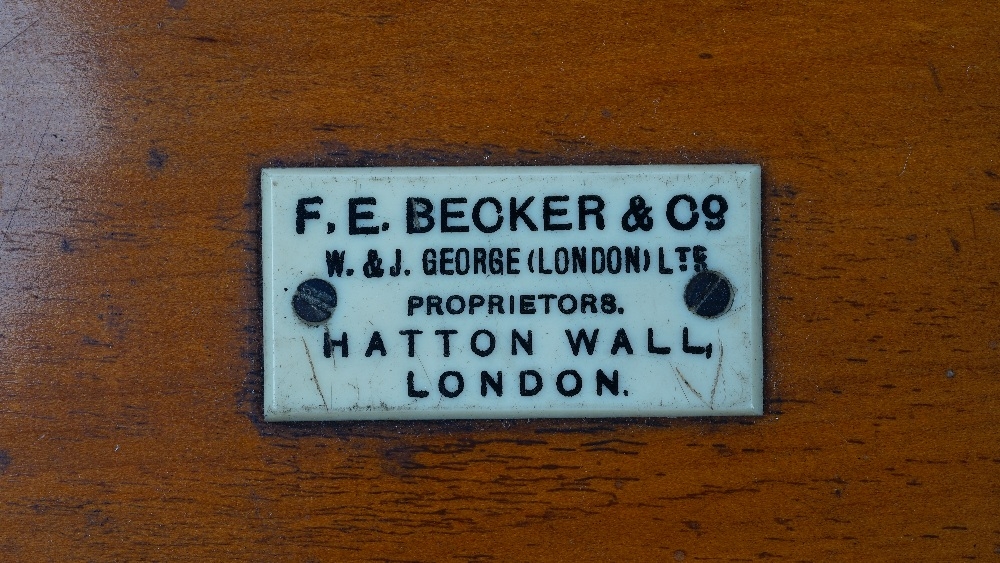 F. E. BECKER & Cº
W. & J. GEORGE (LONDON) LTD
PROPRIETORS.
HATTON WALL,
LONDON.